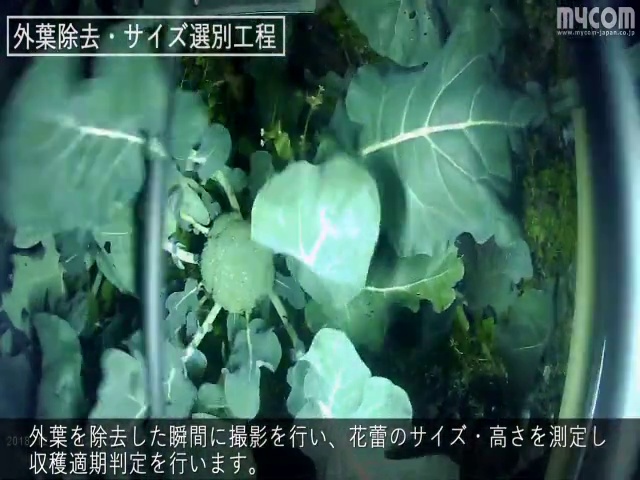 mycom
www.mycom-japan.co.jp
外葉除去・サイズ選別工程
2018
外葉を除去した瞬間に撮影を行い、花蕾のサイズ・高さを測定し
収穫適期判定を行います。